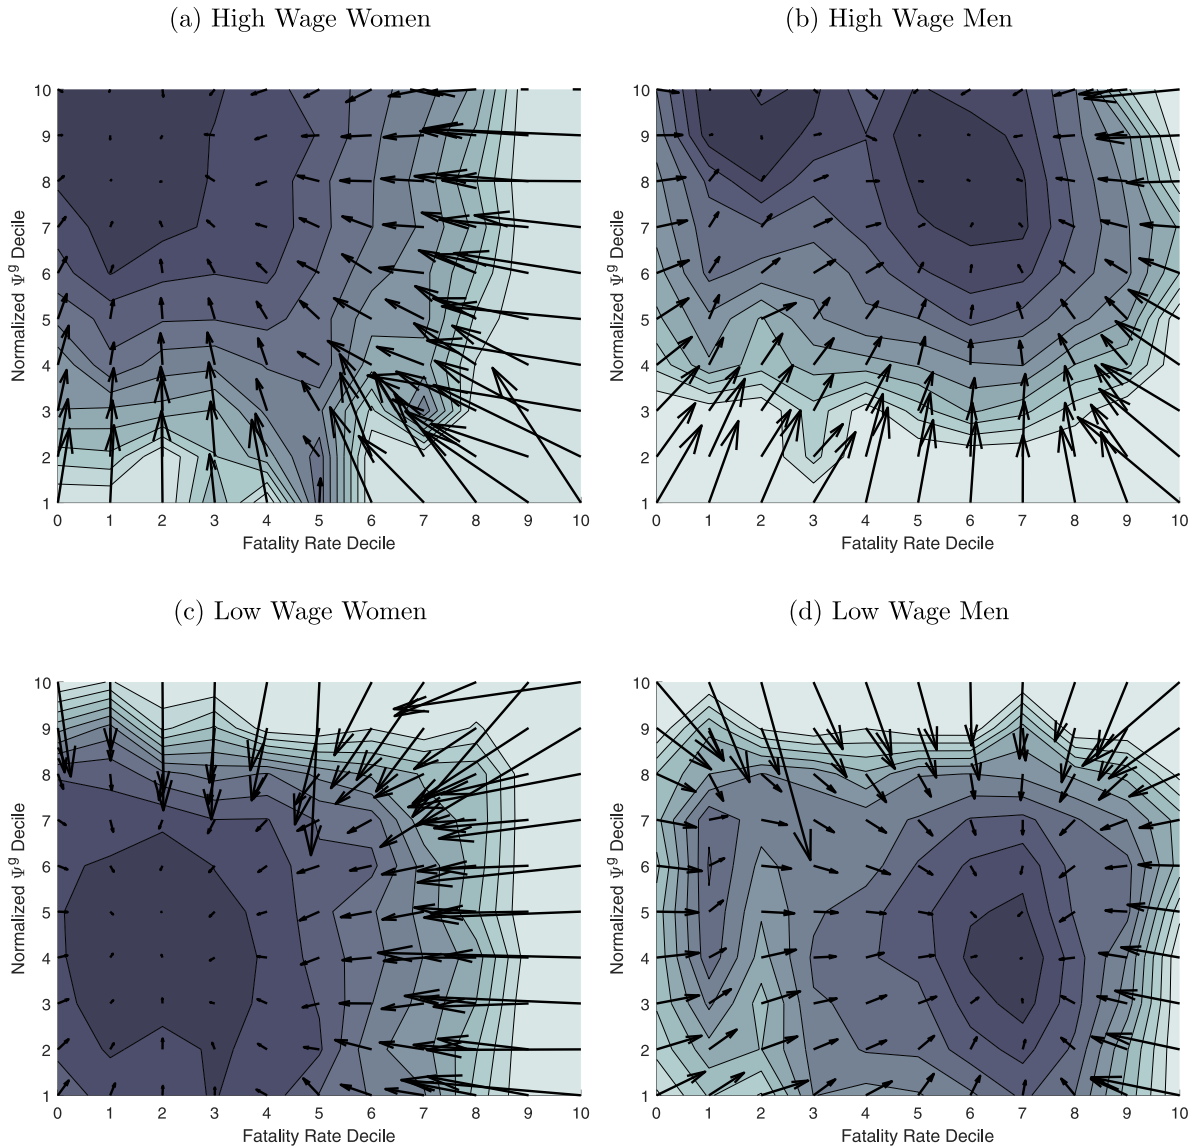 (a) High Wage Women
(b) High Wage Men
10
9
8
7
6
5
4
3
2
1
Normalized Ψ^g Decile
0 1 2 3 4 5 6 7 8 9 10
Fatality Rate Decile
10
9
8
7
6
5
4
3
2
1
Normalized Ψ^g Decile
0 1 2 3 4 5 6 7 8 9 10
Fatality Rate Decile
(c) Low Wage Women
(d) Low Wage Men
10
9
8
7
6
5
4
3
2
1
Normalized Ψ^g Decile
0 1 2 3 4 5 6 7 8 9 10
Fatality Rate Decile
10
9
8
7
6
5
4
3
2
1
Normalized Ψ^g Decile
0 1 2 3 4 5 6 7 8 9 10
Fatality Rate Decile